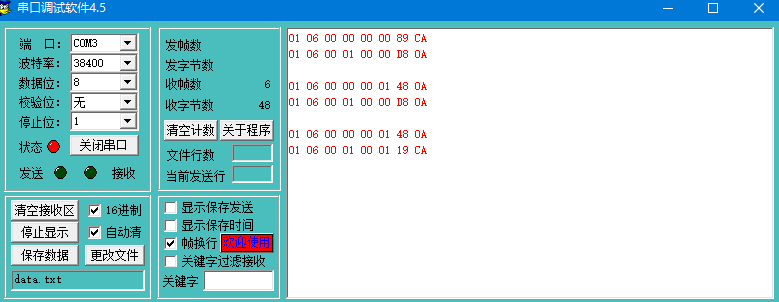 串口调试软件4.5
端 口: COM3
波特率: 38400
数据位: 8
校验位: 无
停止位: 1
状态 关闭串口
发送 接收
清空接收区 16进制
停止显示 自动清
保存数据 更改文件
data.txt
发帧数
发字节数
收帧数 6
收字节数 48
清空计数 关于程序
文件行数
当前发送行
显示保存发送
显示保存时间
帧换行
关键字过滤接收
关键字
01 06 00 00 00 00 89 CA
01 06 00 01 00 00 D8 0A
01 06 00 00 00 01 48 0A
01 06 00 01 00 00 D8 0A
01 06 00 00 00 01 48 0A
01 06 00 01 00 01 19 CA